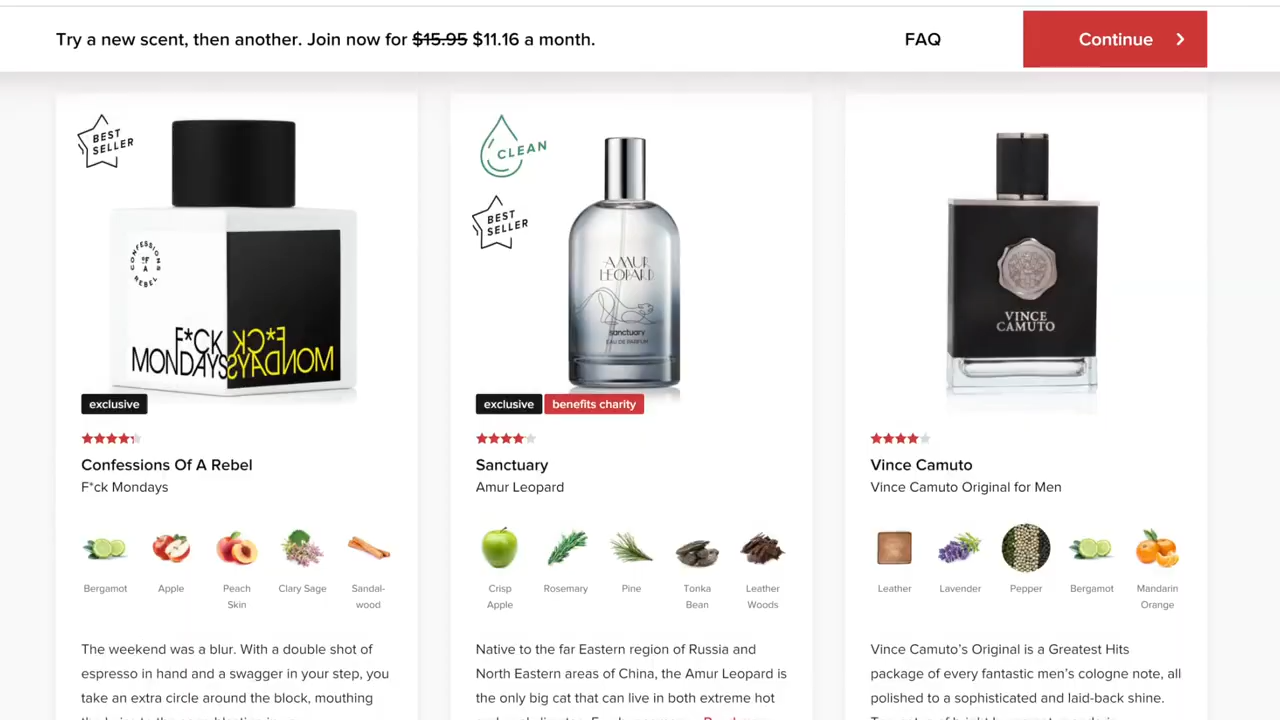 Try a new scent, then another. Join now for $15.95 $11.16 a month.
FAQ
Continue
BEST
SELLER
CONFESSIONS
OF
A
REBEL
F*CK
MONDAYS
F*CK
MONDAYS
exclusive
Confessions Of A Rebel
F*ck Mondays
Bergamot
Apple
Peach
Skin
Clary Sage
Sandal-
wood
The weekend was a blur. With a double shot of
espresso in hand and a swagger in your step, you
take an extra circle around the block, mouthing
CLEAN
BEST
SELLER
AMUR
LEOPARD
sanctuary
EAU DE PARFUM
exclusive
benefits charity
Sanctuary
Amur Leopard
Crisp
Apple
Rosemary
Pine
Tonka
Bean
Leather
Woods
Native to the far Eastern region of Russia and
North Eastern areas of China, the Amur Leopard is
the only big cat that can live in both extreme hot
VINCE
CAMUTO
Vince Camuto
Vince Camuto Original for Men
Leather
Lavender
Pepper
Bergamot
Mandarin
Orange
Vince Camuto's Original is a Greatest Hits
package of every fantastic men's cologne note, all
polished to a sophisticated and laid-back shine.